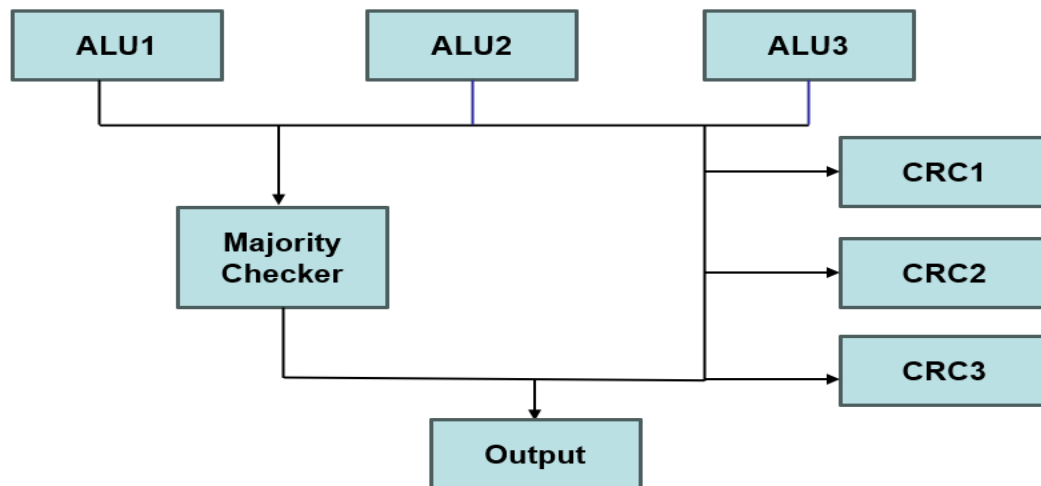 ALU1
ALU2
ALU3
CRC1
Majority
Checker
CRC2
CRC3
Output